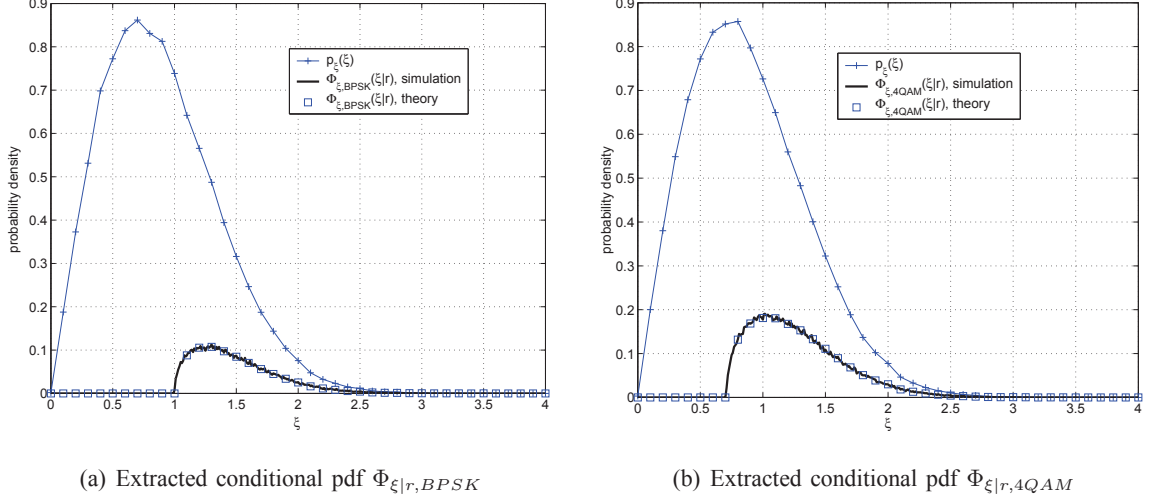 0.9
0.8
0.7
0.6
0.5
0.4
0.3
0.2
0.1
0
probability density
p_ξ(ξ)
Φ_ξ,BPSK(ξ|r), simulation
Φ_ξ,BPSK(ξ|r), theory
0 0.5 1 1.5 2 2.5 3 3.5 4
ξ
(a) Extracted conditional pdf Φ_ξ|r,BPSK
0.9
0.8
0.7
0.6
0.5
0.4
0.3
0.2
0.1
0
probability density
p_ξ(ξ)
Φ_ξ,4QAM(ξ|r), simulation
Φ_ξ,4QAM(ξ|r), theory
0 0.5 1 1.5 2 2.5 3 3.5 4
ξ
(b) Extracted conditional pdf Φ_ξ|r,4QAM